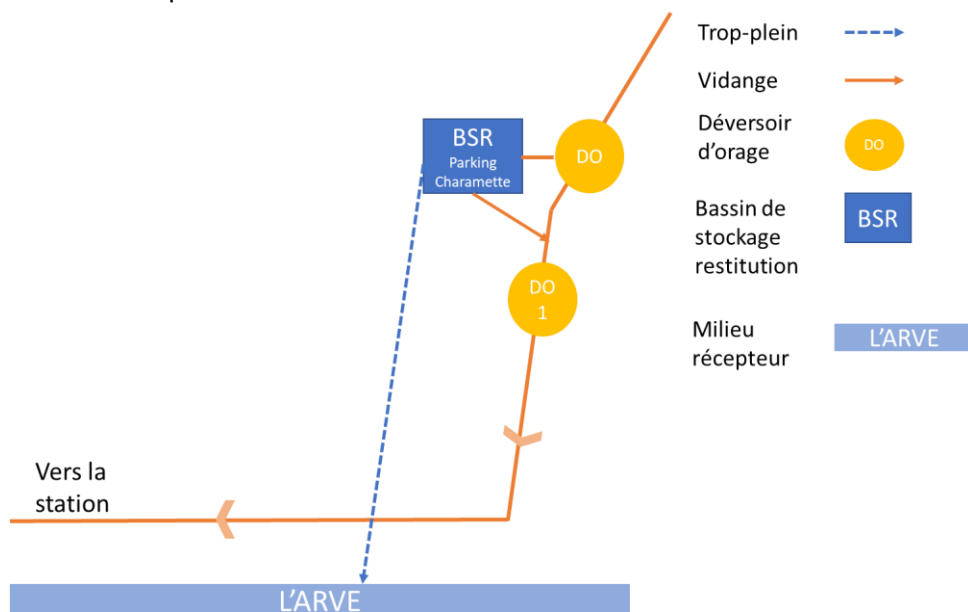 Trop-plein
Vidange
Déversoir
d'orage
DO
Bassin de
stockage
restitution
BSR
Milieu
récepteur
L'ARVE
BSR
Parking
Charamette
DO
DO
1
Vers la
station
L'ARVE